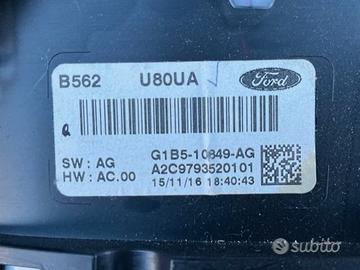 B562 U80UA Ford
SW : AG G1B5-10849-AG
HW : AC.00 A2C9793520101
15/11/16 18:40:43
subito